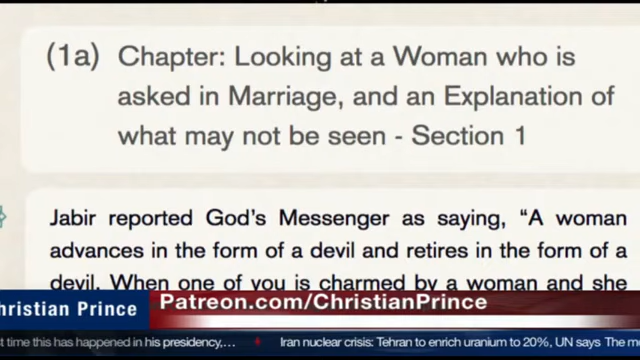 (1a) Chapter: Looking at a Woman who is
asked in Marriage, and an Explanation of
what may not be seen - Section 1
Jabir reported God's Messenger as saying, "A woman
advances in the form of a devil and retires in the form of a
devil. When one of you is charmed by a woman and she
hristian Prince
Patreon.com/ChristianPrince
t time this has happened in his presidency,... Iran nuclear crisis: Tehran to enrich uranium to 20%, UN says The m